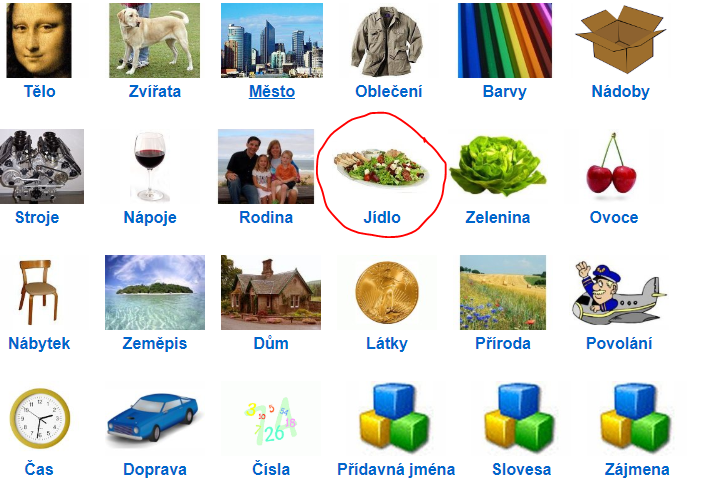 Tělo Zvířata Město Oblečení Barvy Nádoby
Stroje Nápoje Rodina Jídlo Zelenina Ovoce
Nábytek Zeměpis Dům Látky Příroda Povolání
Čas Doprava Čísla Přídavná jména Slovesa Zájmena